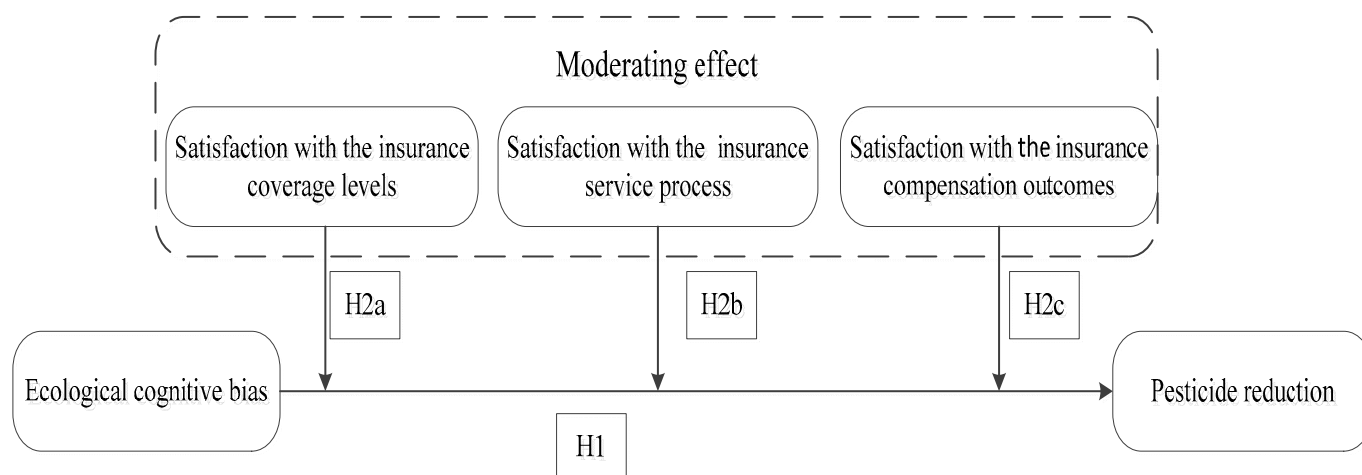 Moderating effect
Satisfaction with the insurance
coverage levels
Satisfaction with the insurance
service process
Satisfaction with the insurance
compensation outcomes
H2a
H2b
H2c
Ecological cognitive bias
Pesticide reduction
H1